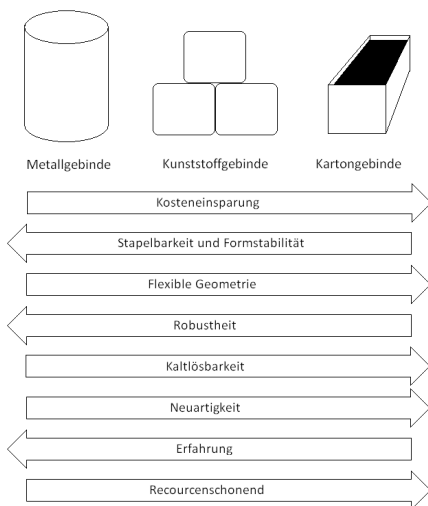 Metallgebinde Kunststoffgebinde Kartongebinde
Kosteneinsparung
Stapelbarkeit und Formstabilität
Flexible Geometrie
Robustheit
Kaltlösbarkeit
Neuartigkeit
Erfahrung
Recourcenschonend